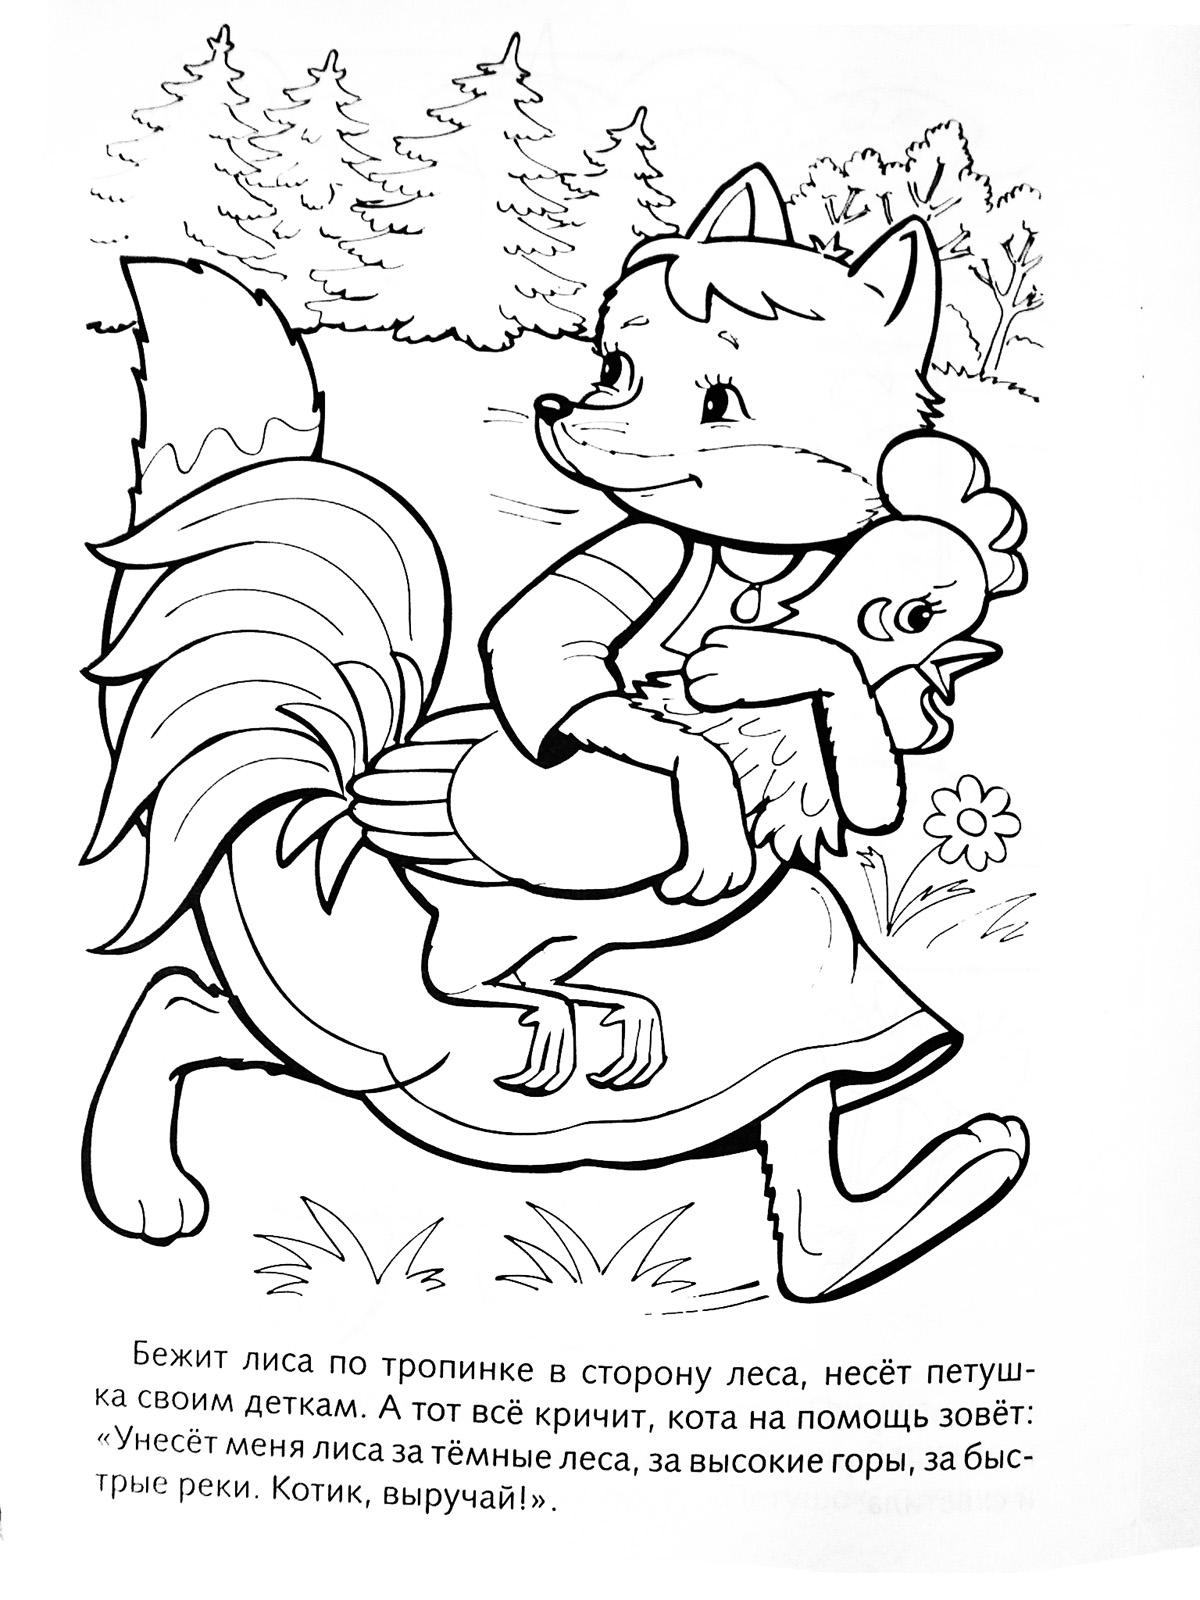 Бежит лиса по тропинке в сторону леса, несёт петуш-
ка своим деткам. А тот всё кричит, кота на помощь зовёт:
«Унесёт меня лиса за тёмные леса, за высокие горы, за быс-
трые реки. Котик, выручай!».